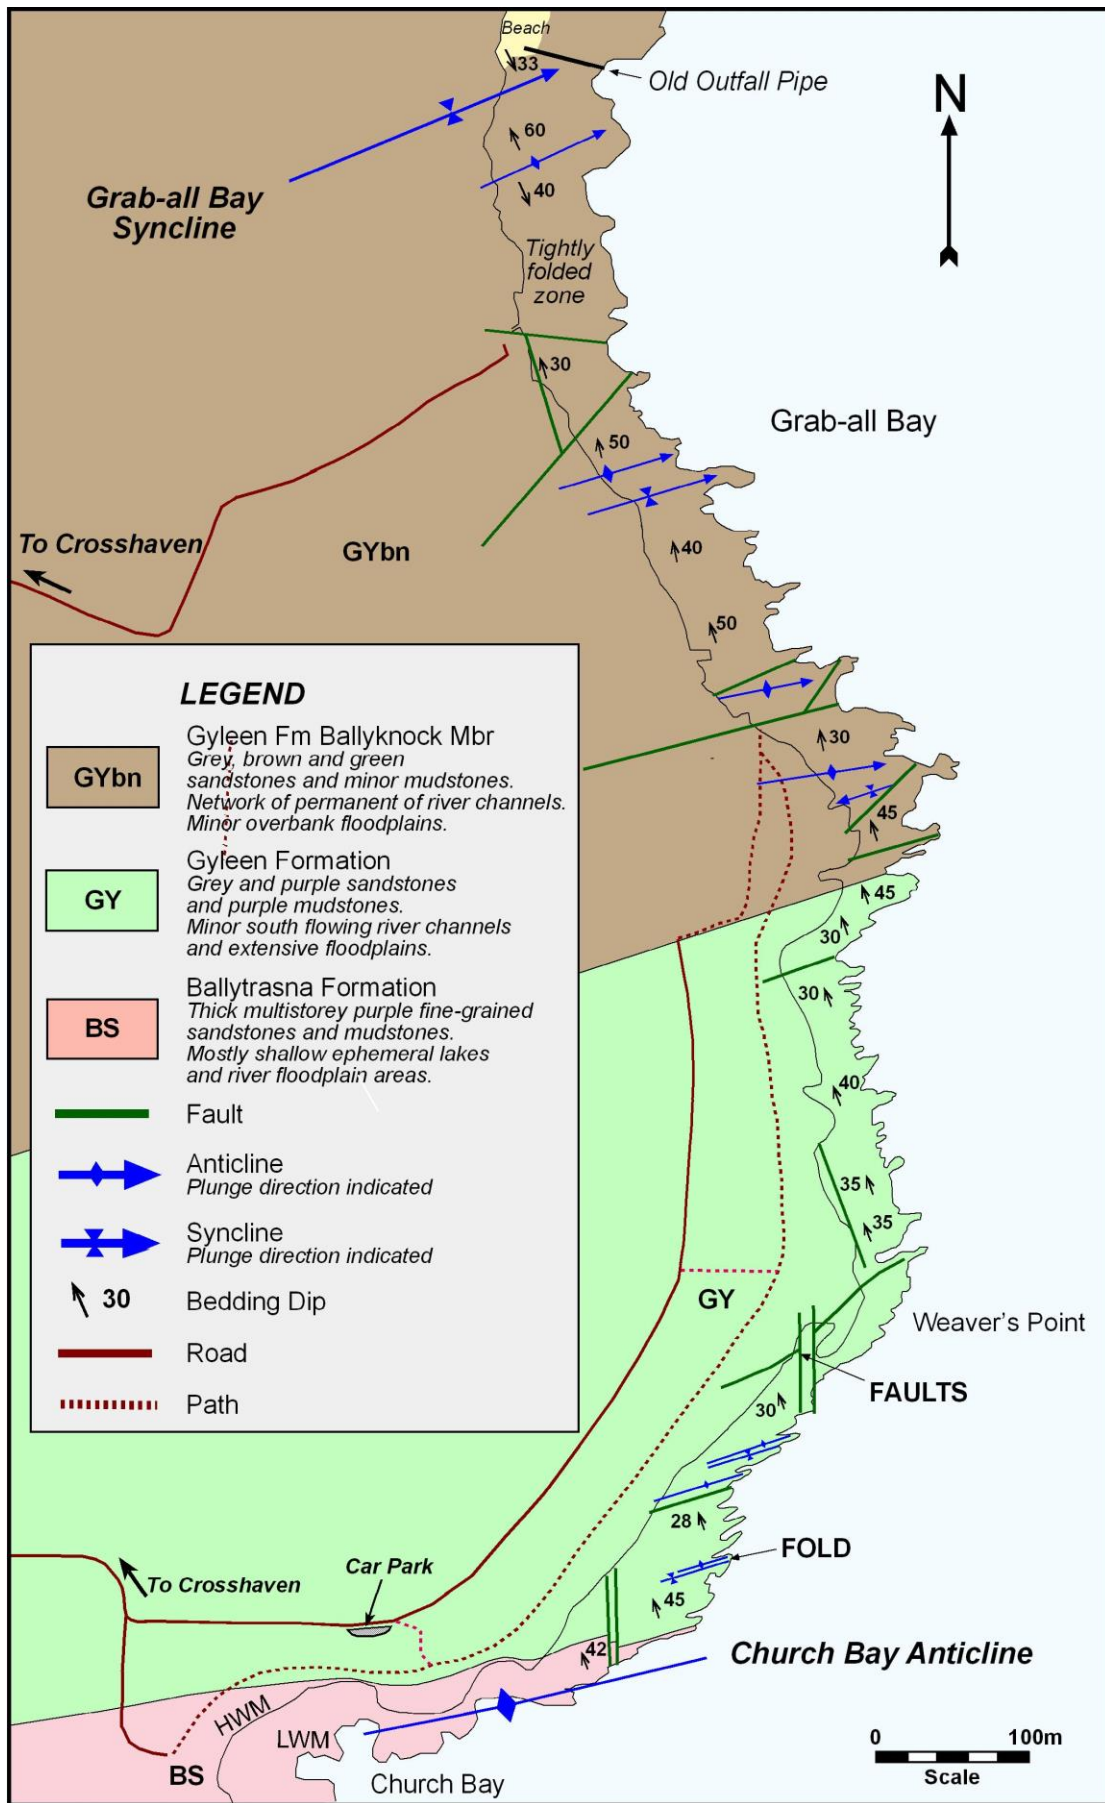 Beach
33
Old Outfall Pipe
N
60
40
Grab-all Bay
Syncline
Tightly
folded
zone
30
Grab-all Bay
50
To Crosshaven
GYbn
40
50
30
45
45
30
30
40
35
35
GY
Weaver's Point
FAULTS
30
28
FOLD
45
42
Church Bay Anticline
Car Park
To Crosshaven
HWM
LWM
BS
Church Bay
0 100m
Scale
LEGEND
GYbn
Gyleen Fm Ballyknock Mbr
Grey, brown and green
sandstones and minor mudstones.
Network of permanent of river channels.
Minor overbank floodplains.
GY
Gyleen Formation
Grey and purple sandstones
and purple mudstones.
Minor south flowing river channels
and extensive floodplains.
BS
Ballytrasna Formation
Thick multistorey purple fine-grained
sandstones and mudstones.
Mostly shallow ephemeral lakes
and river floodplain areas.
Fault
Anticline
Plunge direction indicated
Syncline
Plunge direction indicated
30 Bedding Dip
Road
Path